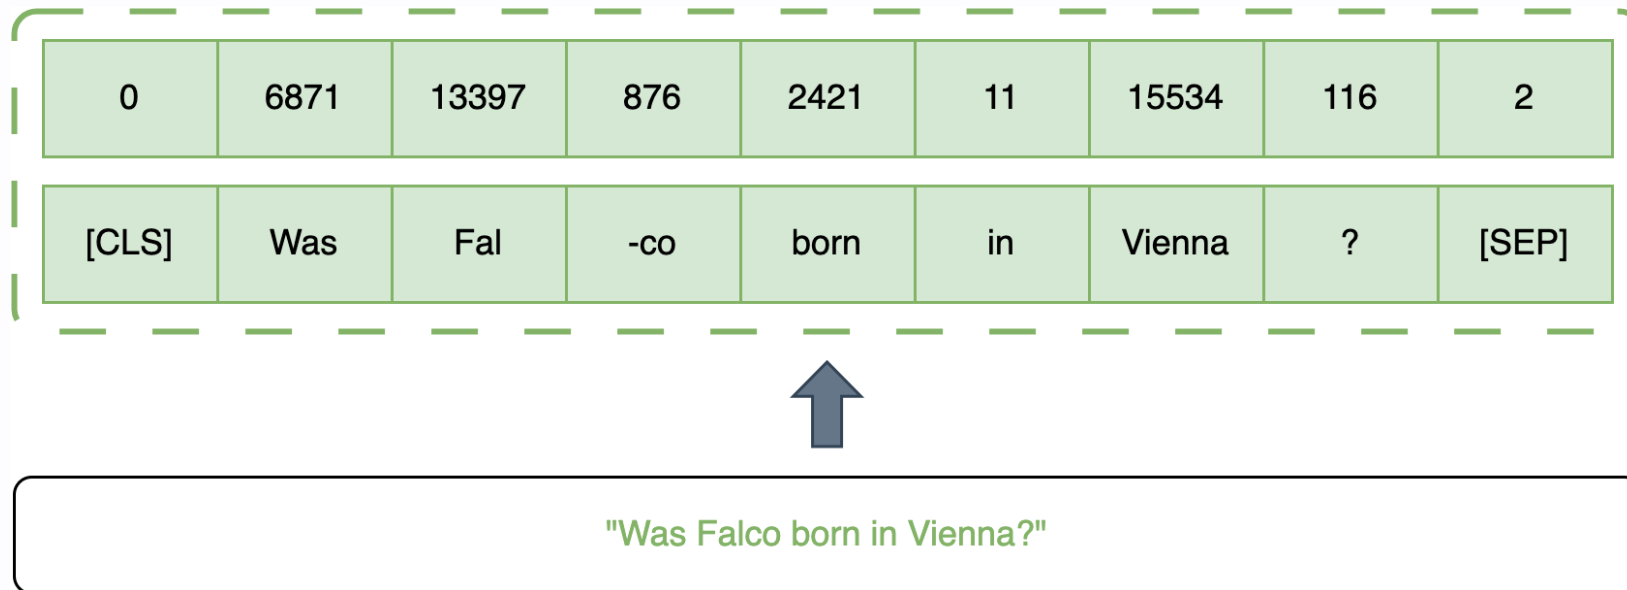 0 6871 13397 876 2421 11 15534 116 2
[CLS] Was Fal -co born in Vienna ? [SEP]
"Was Falco born in Vienna?"